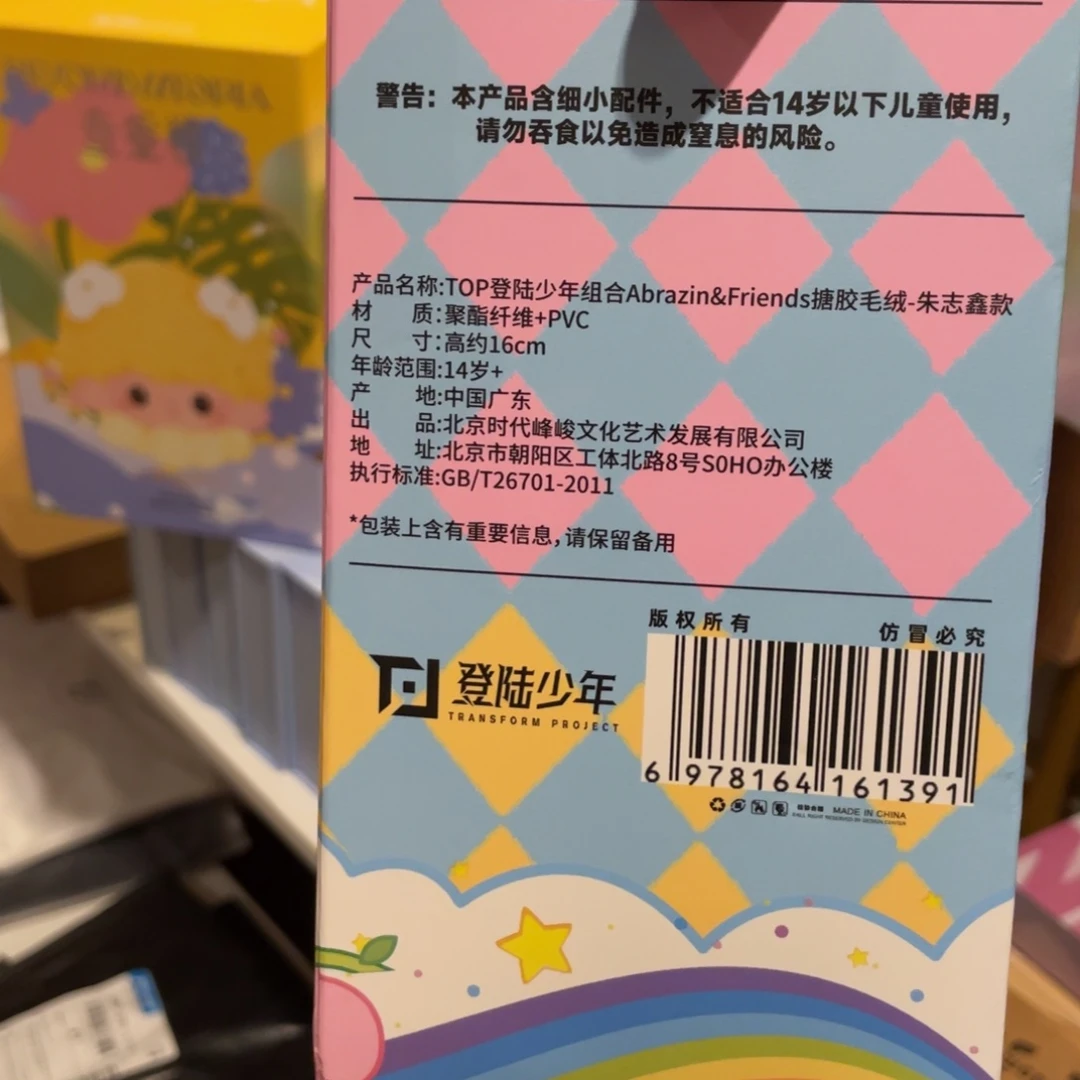 警告：本产品含细小配件，不适合14岁以下儿童使用，
请勿吞食以免造成窒息的风险。
产品名称:TOP登陆少年组合Abrazin&Friends搪胶毛绒-朱志鑫款
材 质:聚酯纤维+PVC
尺 寸:高约16cm
年龄范围:14岁+
产 地:中国广东
出 品:北京时代峰峻文化艺术发展有限公司
地 址:北京市朝阳区工体北路8号SOHO办公楼
执行标准:GB/T26701-2011
*包装上含有重要信息,请保留备用
版权所有 仿冒必究
登陆少年
TRANSFORM PROJECT
6 978164 161391
MADE IN CHINA